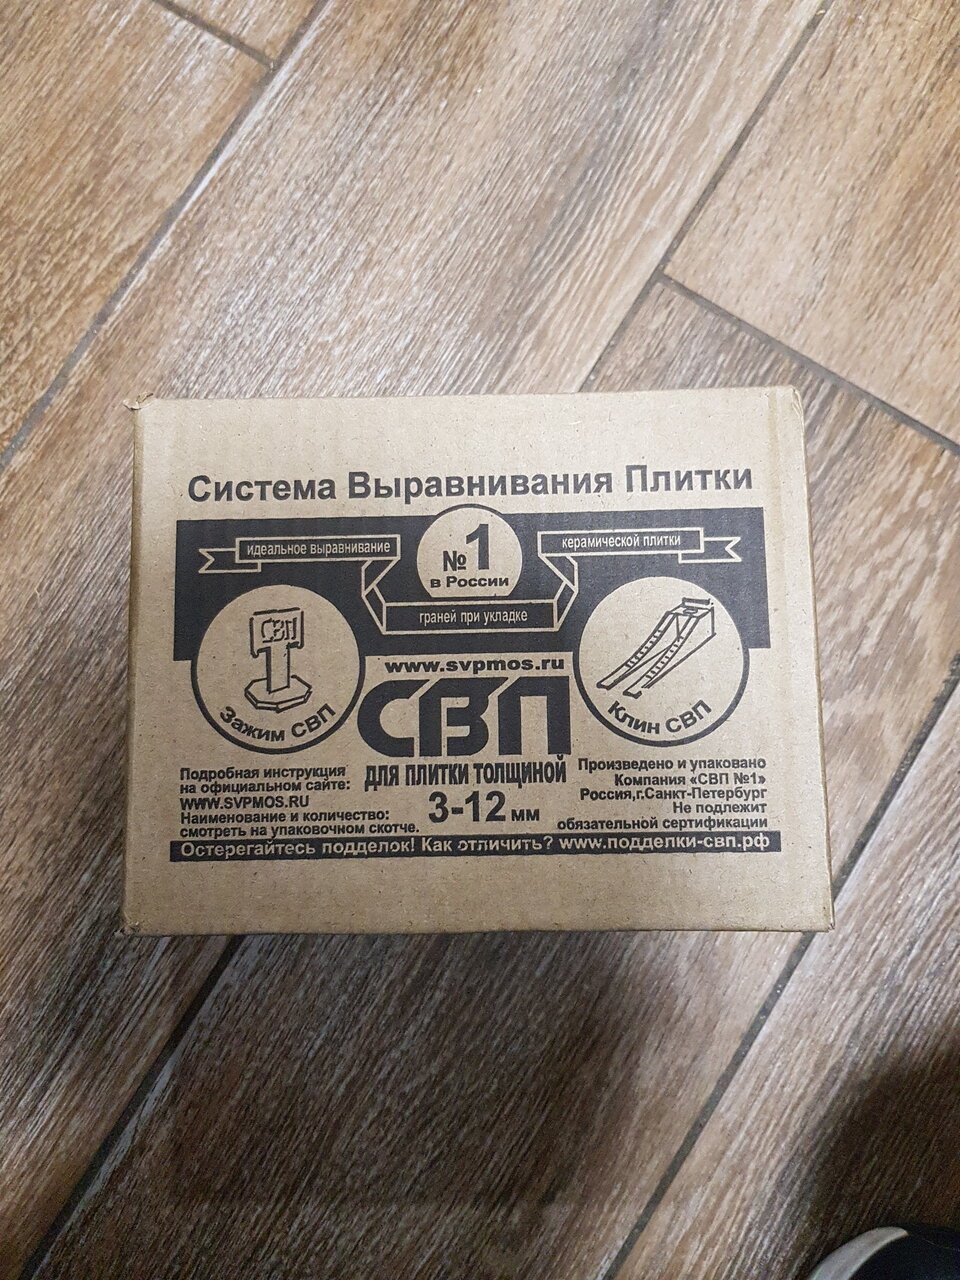 Система Выравнивания Плитки
идеальное выравнивание
№1
в России
керамической плитки
граней при укладке
СВП
Зажим СВП
www.svpmos.ru
СВП
Клин СВП
для плитки толщиной
3-12 мм
Подробная инструкция
на официальном сайте:
WWW.SVPMOS.RU
Наименование и количество:
смотреть на упаковочном скотче.
Произведено и упаковано
Компания «СВП №1»
Россия,г.Санкт-Петербург
Не подлежит
обязательной сертификации
Остерегайтесь подделок! Как отличить? www.подделки-свп.рф